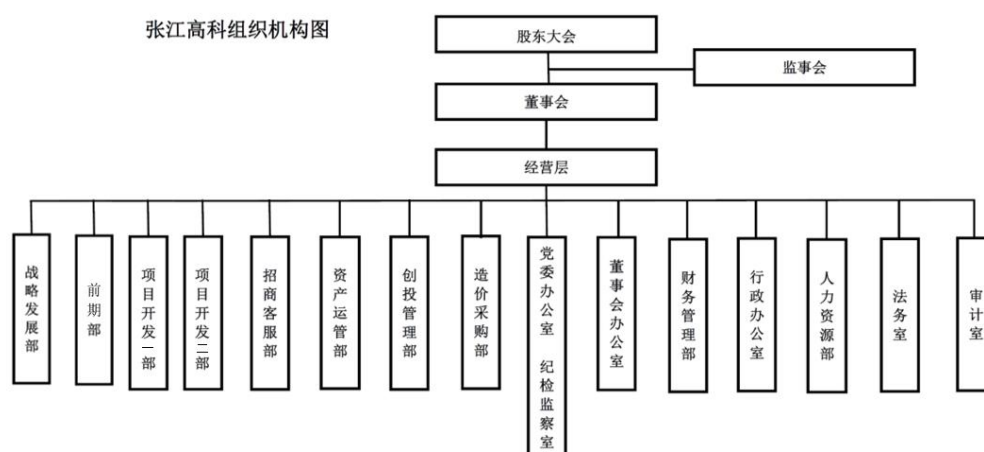 张江高科组织机构图
股东大会
监事会
董事会
经营层
战略发展部
前期部
项目开发一部
项目开发二部
招商客服部
资产运管部
创投管理部
造价采购部
党委办公室 纪检监察室
董事会办公室
财务管理部
行政办公室
人力资源部
法务室
审计室